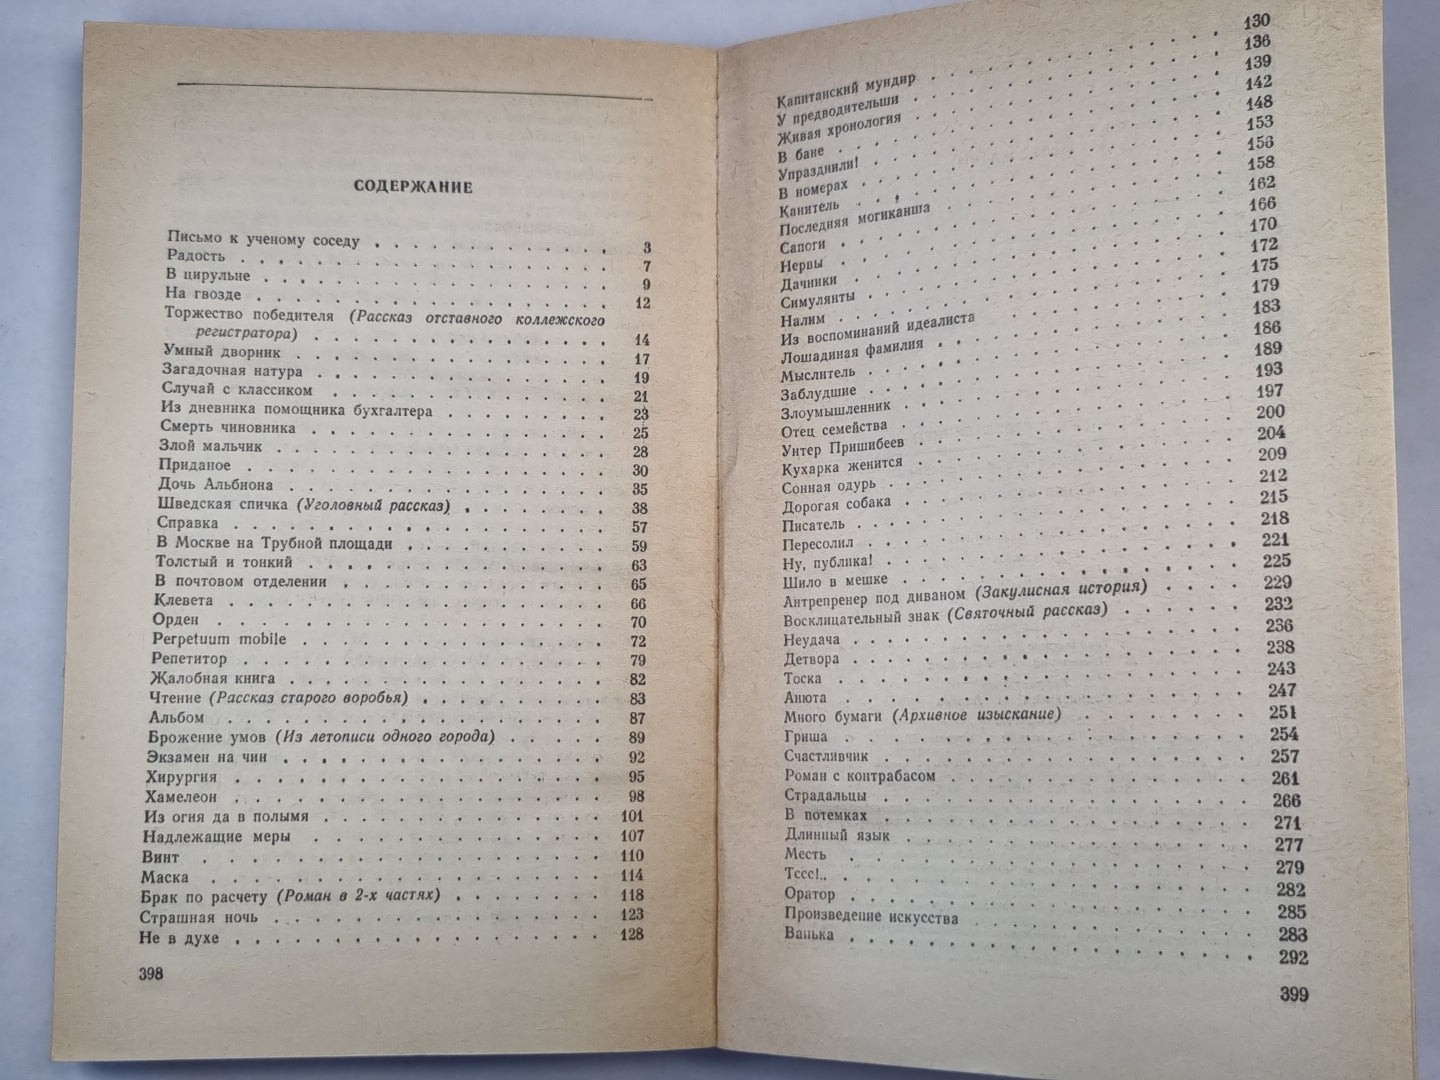 СОДЕРЖАНИЕ
Письмо к ученому соседу . . . . . . . . . . . 3
Радость . . . . . . . . . . . . . . . . 7
В цирульне . . . . . . . . . . . . . . . 9
На гвозде . . . . . . . . . . . . . . . 12
Торжество победителя (Рассказ отставного коллежского
регистратора) . . . . . . . . . . . . . 14
Умный дворник . . . . . . . . . . . . . 17
Загадочная натура . . . . . . . . . . . . 19
Случай с классиком . . . . . . . . . . . 21
Из дневника помощника бухгалтера . . . . . . . 23
Смерть чиновника . . . . . . . . . . . . 25
Злой мальчик . . . . . . . . . . . . . . 28
Приданое . . . . . . . . . . . . . . . 30
Дочь Альбиона . . . . . . . . . . . . . 35
Шведская спичка (Уголовный рассказ) . . . . . . 38
Справка . . . . . . . . . . . . . . . . 57
В Москве на Трубной площади . . . . . . . . . 59
Толстый и тонкий . . . . . . . . . . . . 63
В почтовом отделении . . . . . . . . . . . 65
Клевета . . . . . . . . . . . . . . . . 66
Орден . . . . . . . . . . . . . . . . . 70
Perpetuum mobile . . . . . . . . . . . . 72
Репетитор . . . . . . . . . . . . . . . 79
Жалобная книга . . . . . . . . . . . . . 82
Чтение (Рассказ старого воробья) . . . . . . . 83
Альбом . . . . . . . . . . . . . . . . 87
Брожение умов (Из летописи одного города) . . . . . 89
Экзамен на чин . . . . . . . . . . . . . 92
Хирургия . . . . . . . . . . . . . . . 95
Хамелеон . . . . . . . . . . . . . . . 98
Из огня да в полымя . . . . . . . . . . . 101
Надлежащие меры . . . . . . . . . . . . 107
Винт . . . . . . . . . . . . . . . . . 110
Маска . . . . . . . . . . . . . . . . . 114
Брак по расчету (Роман в 2-х частях) . . . . . . 118
Страшная ночь . . . . . . . . . . . . . 123
Не в духе . . . . . . . . . . . . . . . 128
398
Капитанский мундир . . . . . . . . . . . 130
У предводительши . . . . . . . . . . . . 136
Живая хронология . . . . . . . . . . . . 139
В бане . . . . . . . . . . . . . . . . 142
Упразднили! . . . . . . . . . . . . . . 148
В номерах . . . . . . . . . . . . . . . 153
Канитель . . . . . . . . . . . . . . . 156
Последняя могиканша . . . . . . . . . . . 158
Сапоги . . . . . . . . . . . . . . . . 162
Нервы . . . . . . . . . . . . . . . . 166
Дачники . . . . . . . . . . . . . . . . 170
Симулянты . . . . . . . . . . . . . . . 172
Налим . . . . . . . . . . . . . . . . 175
Из воспоминаний идеалиста . . . . . . . . . 179
Лошадиная фамилия . . . . . . . . . . . 183
Мыслитель . . . . . . . . . . . . . . . 186
Заблудшие . . . . . . . . . . . . . . . 189
Злоумышленник . . . . . . . . . . . . . 193
Отец семейства . . . . . . . . . . . . . 197
Унтер Пришибеев . . . . . . . . . . . . 200
Кухарка женится . . . . . . . . . . . . 204
Сонная одурь . . . . . . . . . . . . . 209
Дорогая собака . . . . . . . . . . . . . 212
Писатель . . . . . . . . . . . . . . . 215
Пересолил . . . . . . . . . . . . . . . 218
Ну, публика! . . . . . . . . . . . . . . 221
Шило в мешке . . . . . . . . . . . . . 225
Антрепренер под диваном (Закулисная история) . . . . 229
Восклицательный знак (Святочный рассказ) . . . . . 232
Неудача . . . . . . . . . . . . . . . . 236
Детвора . . . . . . . . . . . . . . . . 238
Тоска . . . . . . . . . . . . . . . . 243
Анюта . . . . . . . . . . . . . . . . 247
Много бумаги (Архивное изыскание) . . . . . . . 251
Гриша . . . . . . . . . . . . . . . . 254
Счастливчик . . . . . . . . . . . . . . 257
Роман с контрабасом . . . . . . . . . . . 261
Страдальцы . . . . . . . . . . . . . . 266
В потемках . . . . . . . . . . . . . . 271
Длинный язык . . . . . . . . . . . . . 277
Месть . . . . . . . . . . . . . . . . 279
Тссс!.. . . . . . . . . . . . . . . . . 282
Оратор . . . . . . . . . . . . . . . . 285
Произведение искусства . . . . . . . . . . 288
Ванька . . . . . . . . . . . . . . . . 292
399